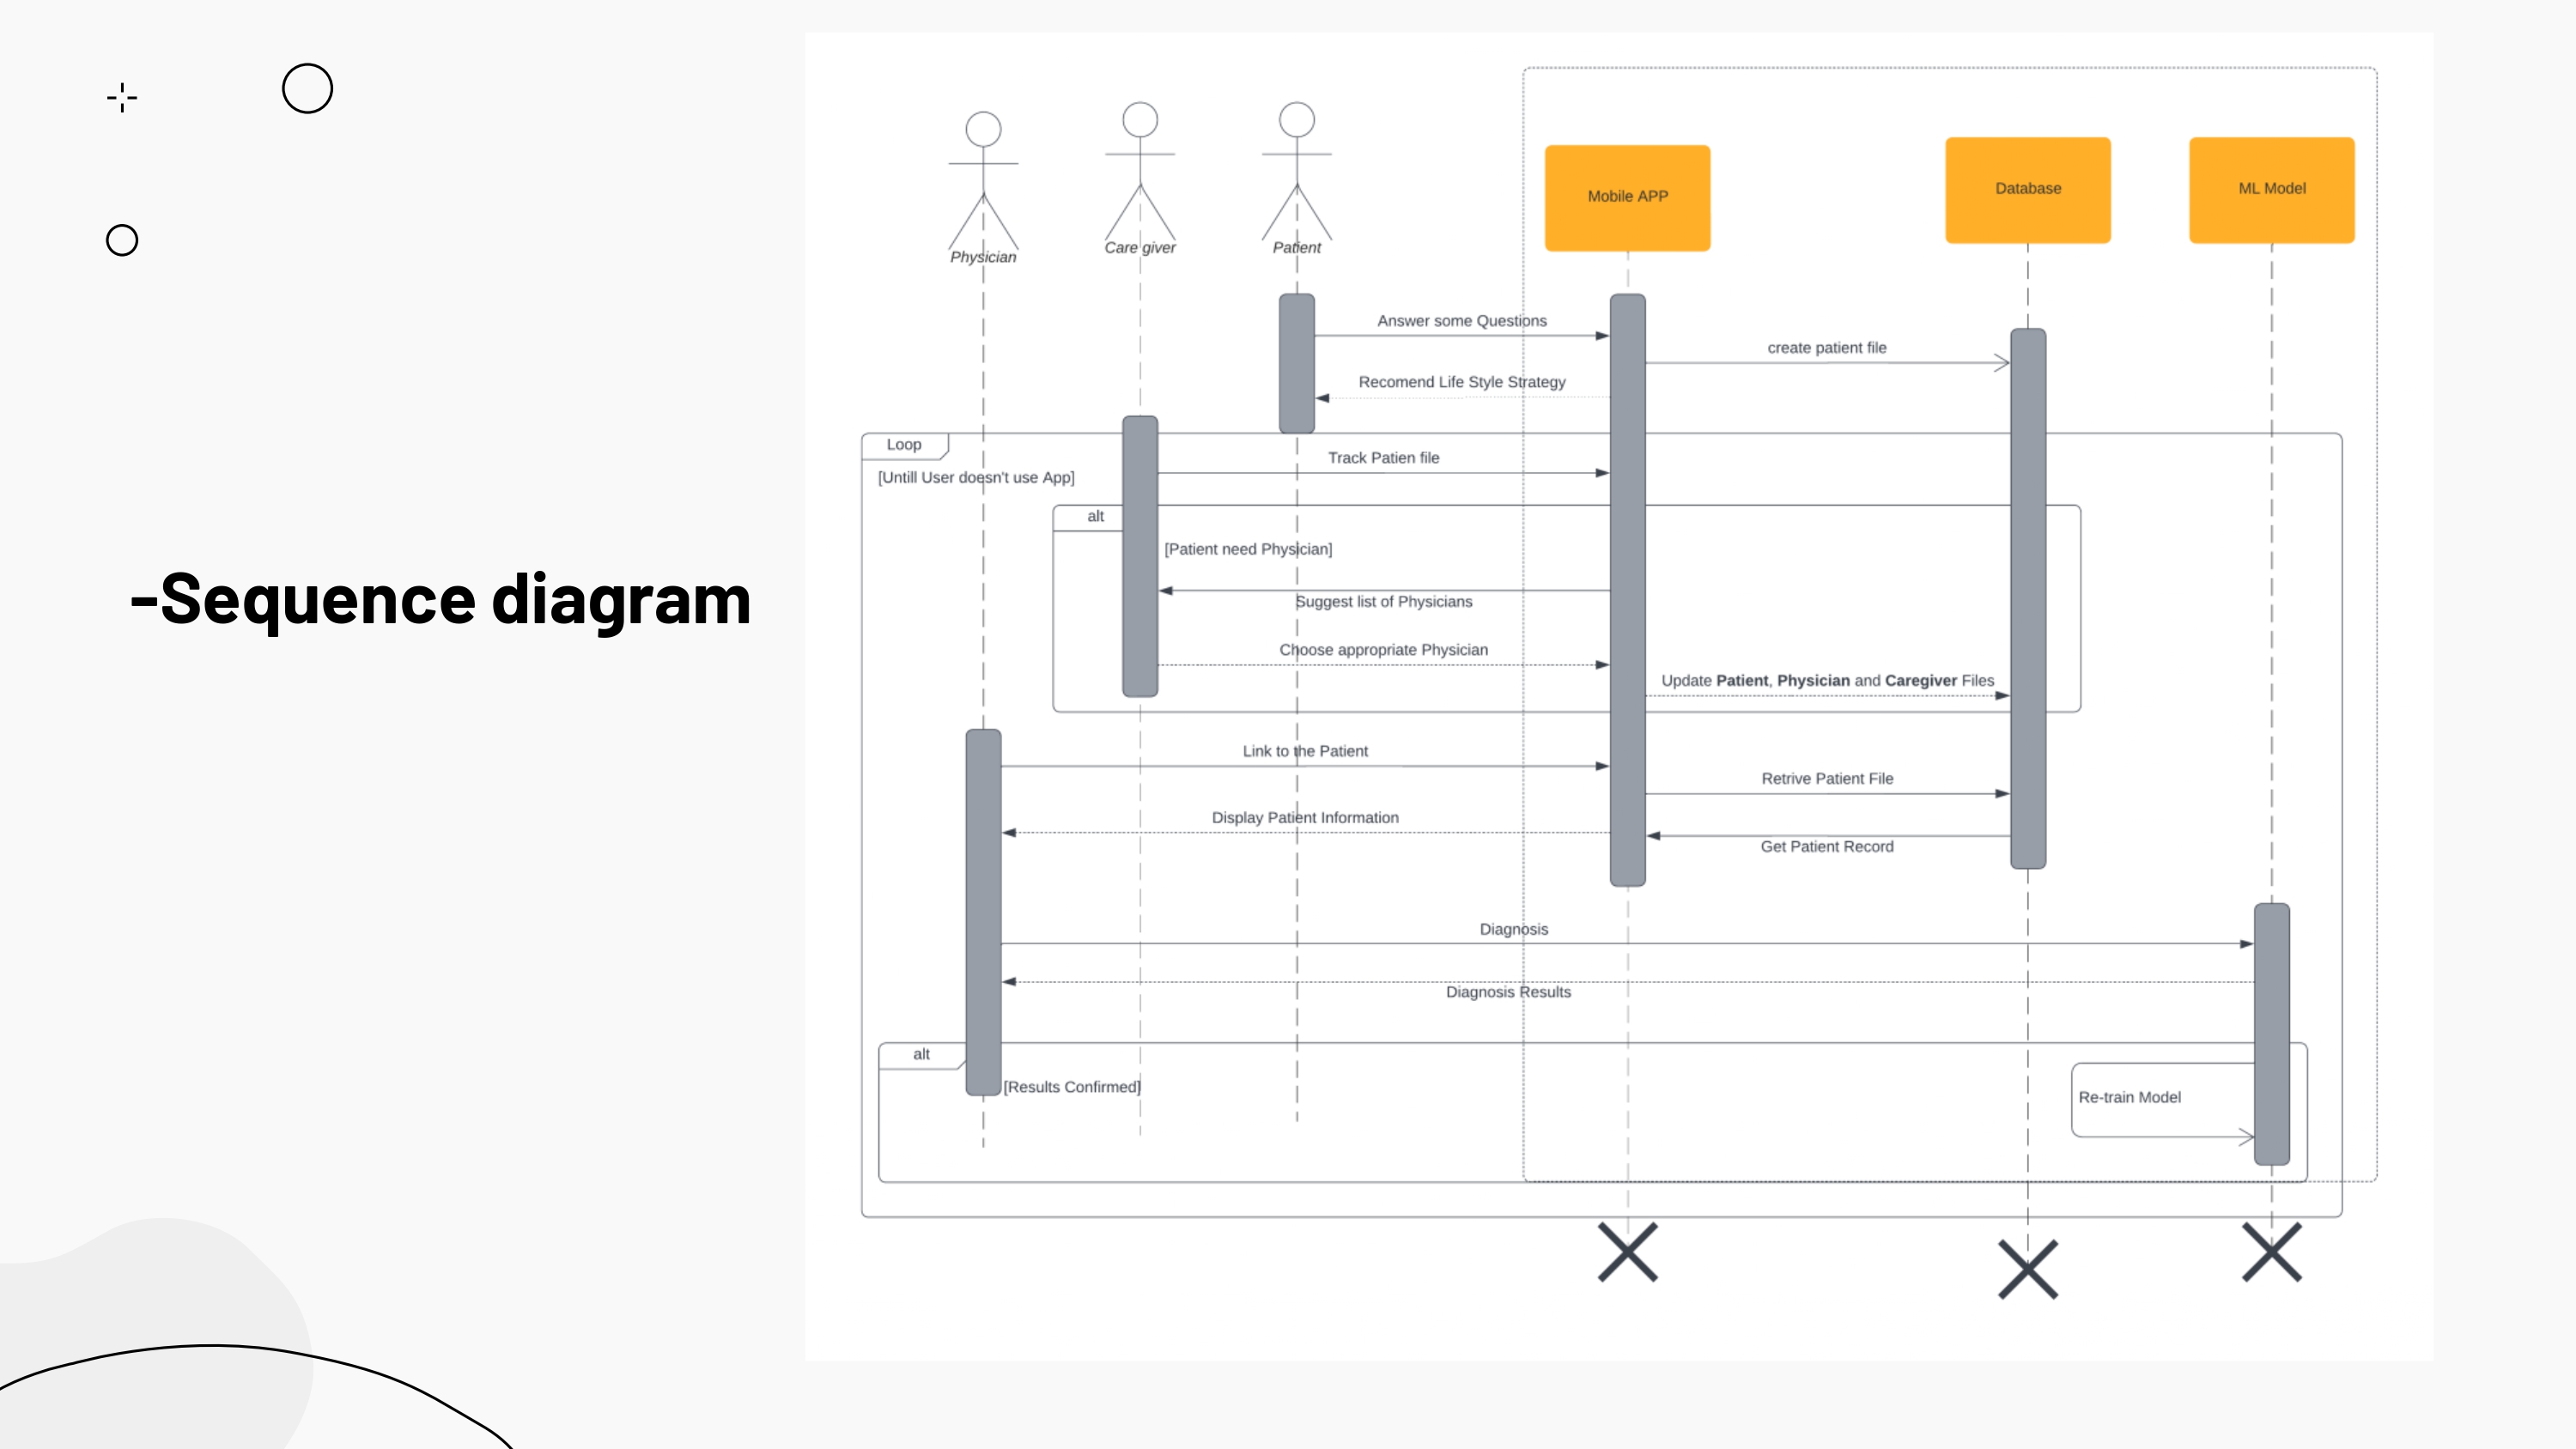 -Sequence diagram
Physician
Care giver
Patient
Mobile APP
Database
ML Model
Answer some Questions
create patient file
Recomend Life Style Strategy
Loop
[Untill User doesn't use App]
Track Patien file
alt
[Patient need Physician]
Suggest list of Physicians
Choose appropriate Physician
Update Patient, Physician and Caregiver Files
Link to the Patient
Retrive Patient File
Display Patient Information
Get Patient Record
Diagnosis
Diagnosis Results
alt
[Results Confirmed]
Re-train Model